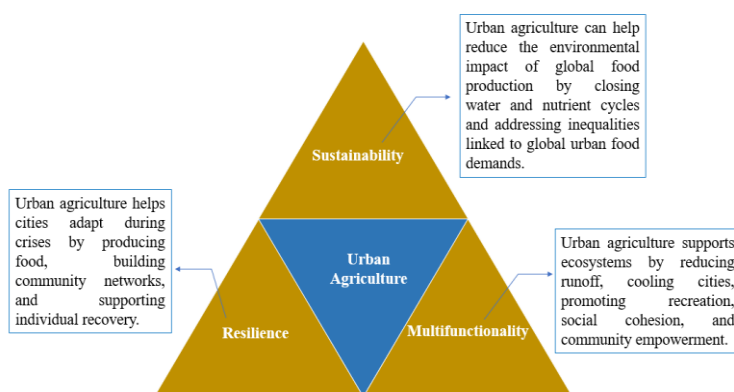 Urban agriculture can help
reduce the environmental
impact of global food
production by closing
water and nutrient cycles
and addressing inequalities
linked to global urban food
demands.
Sustainability
Urban agriculture helps
cities adapt during
crises by producing
food, building
community networks,
and supporting
individual recovery.
Urban
Agriculture
Urban agriculture supports
ecosystems by reducing
runoff, cooling cities,
promoting recreation,
social cohesion, and
community empowerment.
Resilience
Multifunctionality